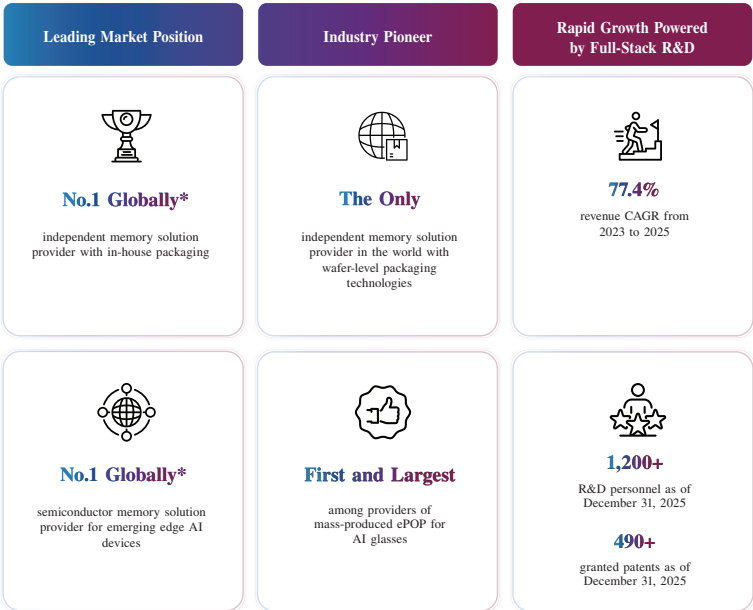 Leading Market Position
Industry Pioneer
Rapid Growth Powered
by Full-Stack R&D
No.1 Globally*
independent memory solution
provider with in-house packaging
The Only
independent memory solution
provider in the world with
wafer-level packaging
technologies
77.4%
revenue CAGR from
2023 to 2025
No.1 Globally*
semiconductor memory solution
provider for emerging edge AI
devices
First and Largest
among providers of
mass-produced ePOP for
AI glasses
1,200+
R&D personnel as of
December 31, 2025
490+
granted patents as of
December 31, 2025